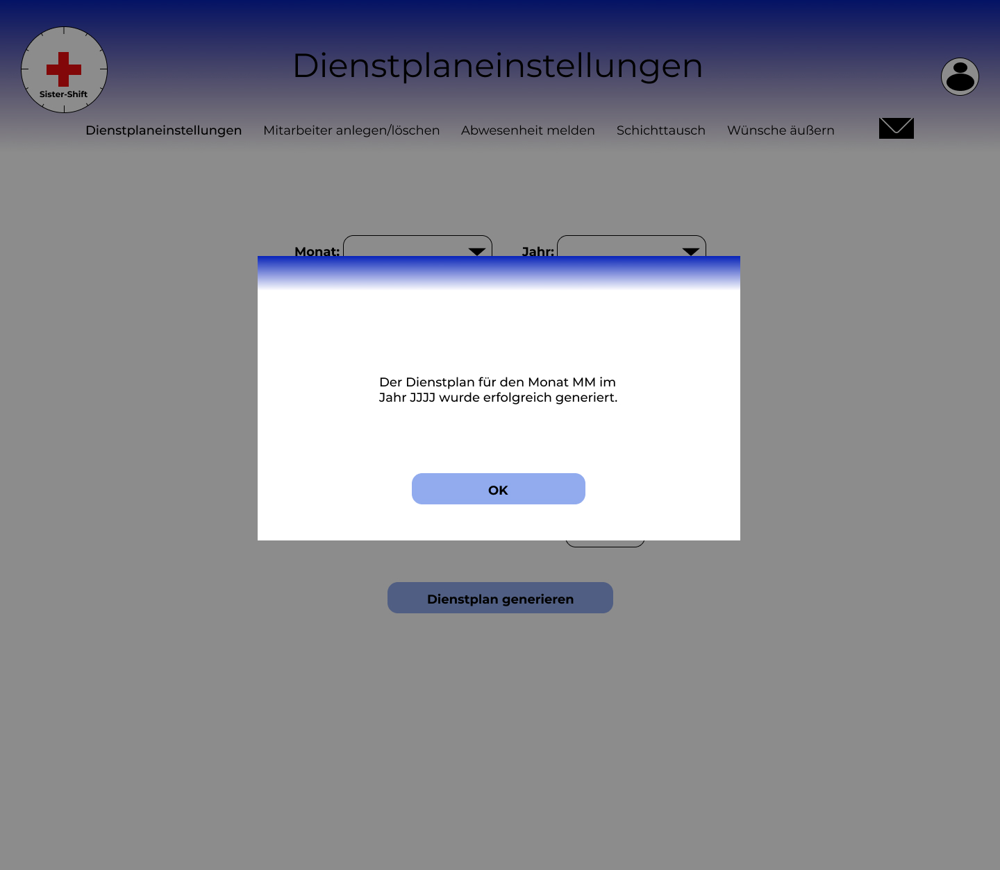 Dienstplaneinstellungen
Sister-Shift
Dienstplaneinstellungen Mitarbeiter anlegen/löschen Abwesenheit melden Schichttausch Wünsche äußern
Monat: Jahr:
Der Dienstplan für den Monat MM im
Jahr JJJJ wurde erfolgreich generiert.
OK
Dienstplan generieren